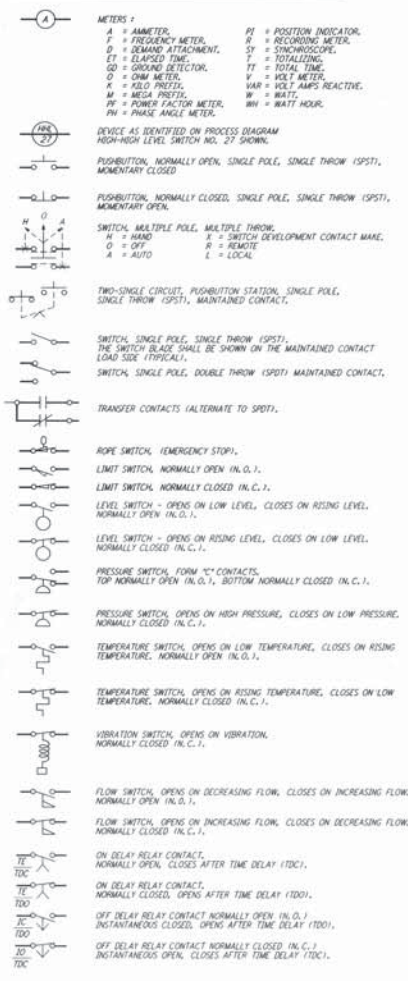 A
METERS :
A = AMMETER.
F = FREQUENCY METER.
D = DEMAND ATTACHMENT.
ET = ELAPSED TIME.
GD = GROUND DETECTOR.
O = OHM METER.
K = KILO PREFIX.
M = MEGA PREFIX.
PF = POWER FACTOR METER.
PH = PHASE ANGLE METER.
PI = POSITION INDICATOR.
R = RECORDING METER.
SY = SYNCHROSCOPE.
T = TOTALIZING.
TT = TOTAL TIME.
V = VOLT METER.
VAR = VOLT AMPS REACTIVE.
W = WATT.
WH = WATT HOUR.
HHL
27
DEVICE AS IDENTIFIED ON PROCESS DIAGRAM
HIGH-HIGH LEVEL SWITCH NO. 27 SHOWN.
PUSHBUTTON, NORMALLY OPEN, SINGLE POLE, SINGLE THROW (SPST),
MOMENTARY CLOSED
PUSHBUTTON, NORMALLY CLOSED, SINGLE POLE, SINGLE THROW (SPST),
MOMENTARY OPEN.
H O A
SWITCH, MULTIPLE POLE, MULTIPLE THROW.
H = HAND X = SWITCH DEVELOPMENT CONTACT MAKE.
O = OFF R = REMOTE
A = AUTO L = LOCAL
TWO-SINGLE CIRCUIT, PUSHBUTTON STATION, SINGLE POLE,
SINGLE THROW (SPST), MAINTAINED CONTACT.
SWITCH, SINGLE POLE, SINGLE THROW (SPST).
THE SWITCH BLADE SHALL BE SHOWN ON THE MAINTAINED CONTACT
LOAD SIDE (TYPICAL).
SWITCH, SINGLE POLE, DOUBLE THROW (SPDT) MAINTAINED CONTACT.
TRANSFER CONTACTS (ALTERNATE TO SPDT).
ROPE SWITCH, (EMERGENCY STOP).
LIMIT SWITCH, NORMALLY OPEN (N.O.).
LIMIT SWITCH, NORMALLY CLOSED (N.C.).
LEVEL SWITCH - OPENS ON LOW LEVEL, CLOSES ON RISING LEVEL.
NORMALLY OPEN (N.O.).
LEVEL SWITCH - OPENS ON RISING LEVEL, CLOSES ON LOW LEVEL.
NORMALLY CLOSED (N.C.).
PRESSURE SWITCH, FORM "C" CONTACTS.
TOP NORMALLY OPEN (N.O.), BOTTOM NORMALLY CLOSED (N.C.).
PRESSURE SWITCH, OPENS ON HIGH PRESSURE, CLOSES ON LOW PRESSURE.
NORMALLY CLOSED (N.C.).
TEMPERATURE SWITCH, OPENS ON LOW TEMPERATURE, CLOSES ON RISING
TEMPERATURE. NORMALLY OPEN (N.O.).
TEMPERATURE SWITCH, OPENS ON RISING TEMPERATURE, CLOSES ON LOW
TEMPERATURE. NORMALLY CLOSED (N.C.).
VIBRATION SWITCH, OPENS ON VIBRATION.
NORMALLY CLOSED (N.C.).
FLOW SWITCH, OPENS ON DECREASING FLOW, CLOSES ON INCREASING FLOW.
NORMALLY OPEN (N.O.).
FLOW SWITCH, OPENS ON INCREASING FLOW, CLOSES ON DECREASING FLOW.
NORMALLY CLOSED (N.C.).
TE
TDC
ON DELAY RELAY CONTACT.
NORMALLY OPEN, CLOSES AFTER TIME DELAY (TDC).
TE
TDO
ON DELAY RELAY CONTACT.
NORMALLY CLOSED, OPENS AFTER TIME DELAY (TDO).
IC
TDO
OFF DELAY RELAY CONTACT NORMALLY OPEN (N.O.)
INSTANTANEOUS CLOSED, OPENS AFTER TIME DELAY (TDO).
IO
TDC
OFF DELAY RELAY CONTACT NORMALLY CLOSED (N.C.)
INSTANTANEOUS OPEN, CLOSES AFTER TIME DELAY (TDC).